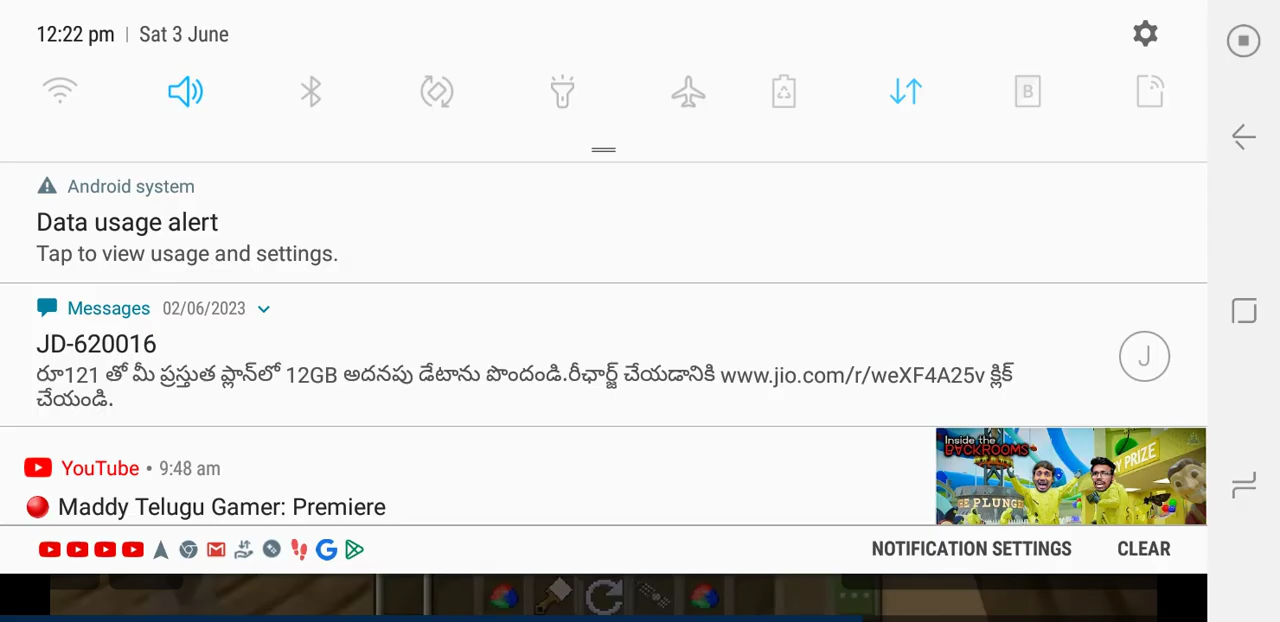 12:22 pm | Sat 3 June
B
Android system
Data usage alert
Tap to view usage and settings.
Messages 02/06/2023
JD-620016
J
రూ121 తో మీ ప్రస్తుత ప్లాన్‌లో 12GB అదనపు డేటాను పొందండి.రీఛార్జ్ చేయడానికి www.jio.com/r/weXF4A25v క్లిక్
చేయండి.
YouTube • 9:48 am
Maddy Telugu Gamer: Premiere
Inside the
BACKROOMS
PRIZE
THE PLUNGE
NOTIFICATION SETTINGS CLEAR